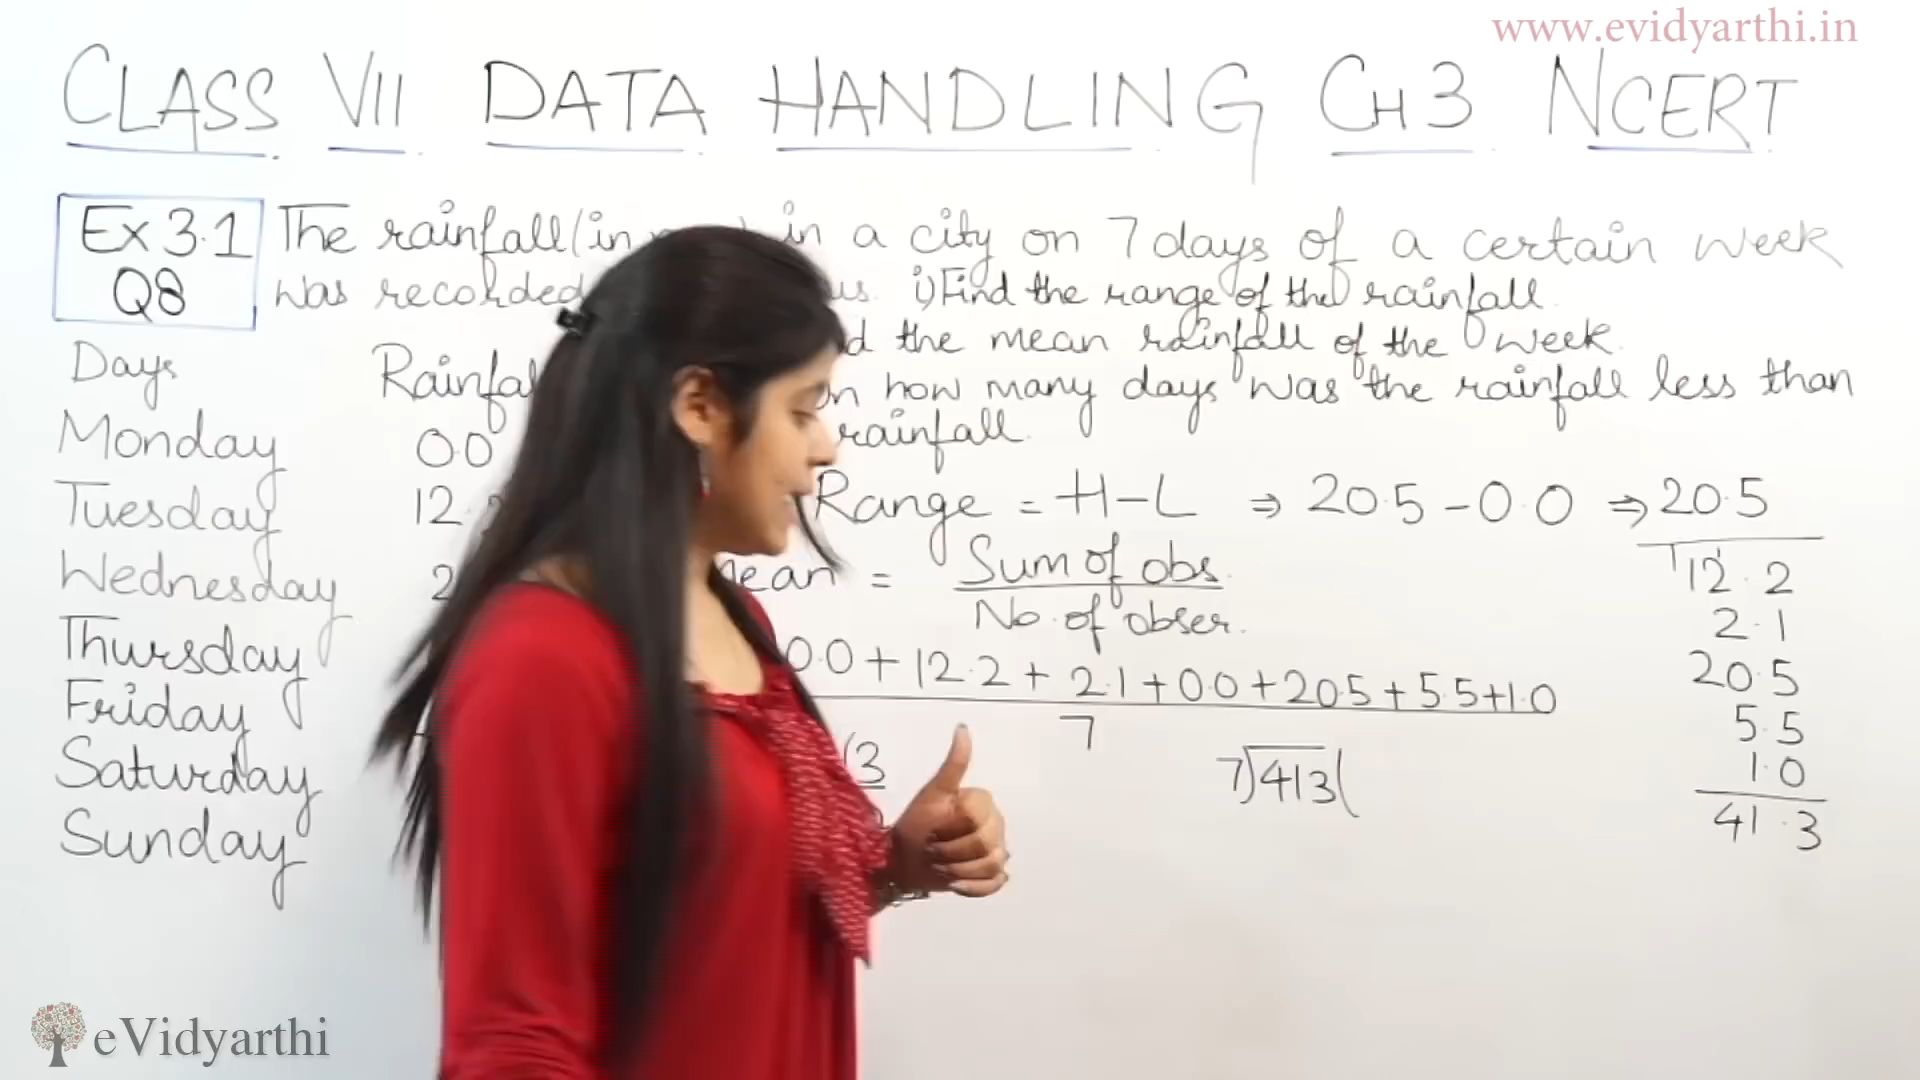 www.evidyarthi.in
CLASS VII DATA HANDLING CH 3 NCERT
Ex 3.1 The rainfall (in in a city on 7 days of a certain week
Q8 was recorded us. i) Find the range of the rainfall.
the mean rainfall of the week.
Days Rainfal how many days was the rainfall less than
rainfall.
Monday 0.0
Tuesday 12.
Wednesday 2
Thursday
Friday
Saturday
Sunday
Range = H-L ⇒ 20.5 - 0.0 ⇒ 20.5
ean = Sum of obs.
No. of obser.
0.0 + 12.2 + 2.1 + 0.0 + 20.5 + 5.5 + 1.0
7
7)413(
12.2
2.1
20.5
5.5
1.0
41.3
eVidyarthi